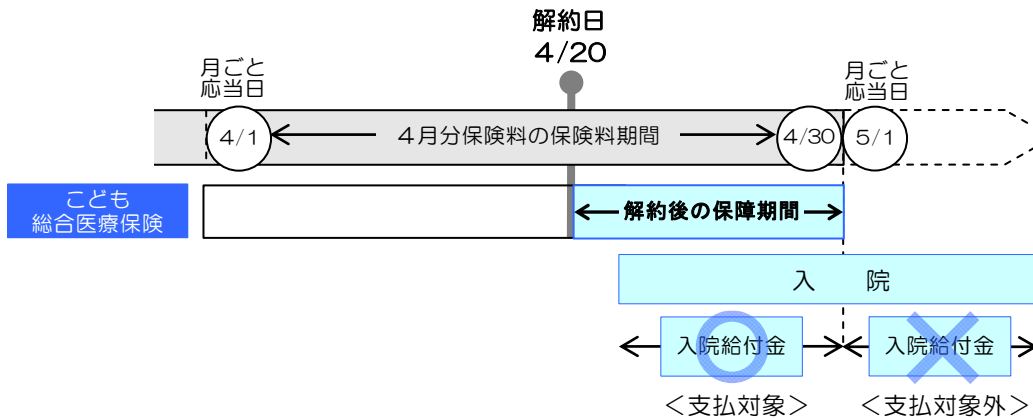 解約日
4/20
月ごと
応当日
月ごと
応当日
4/1
4月分保険料の保険料期間
4/30
5/1
こども
総合医療保険
解約後の保障期間
入 院
入院給付金
入院給付金
<支払対象>
<支払対象外>